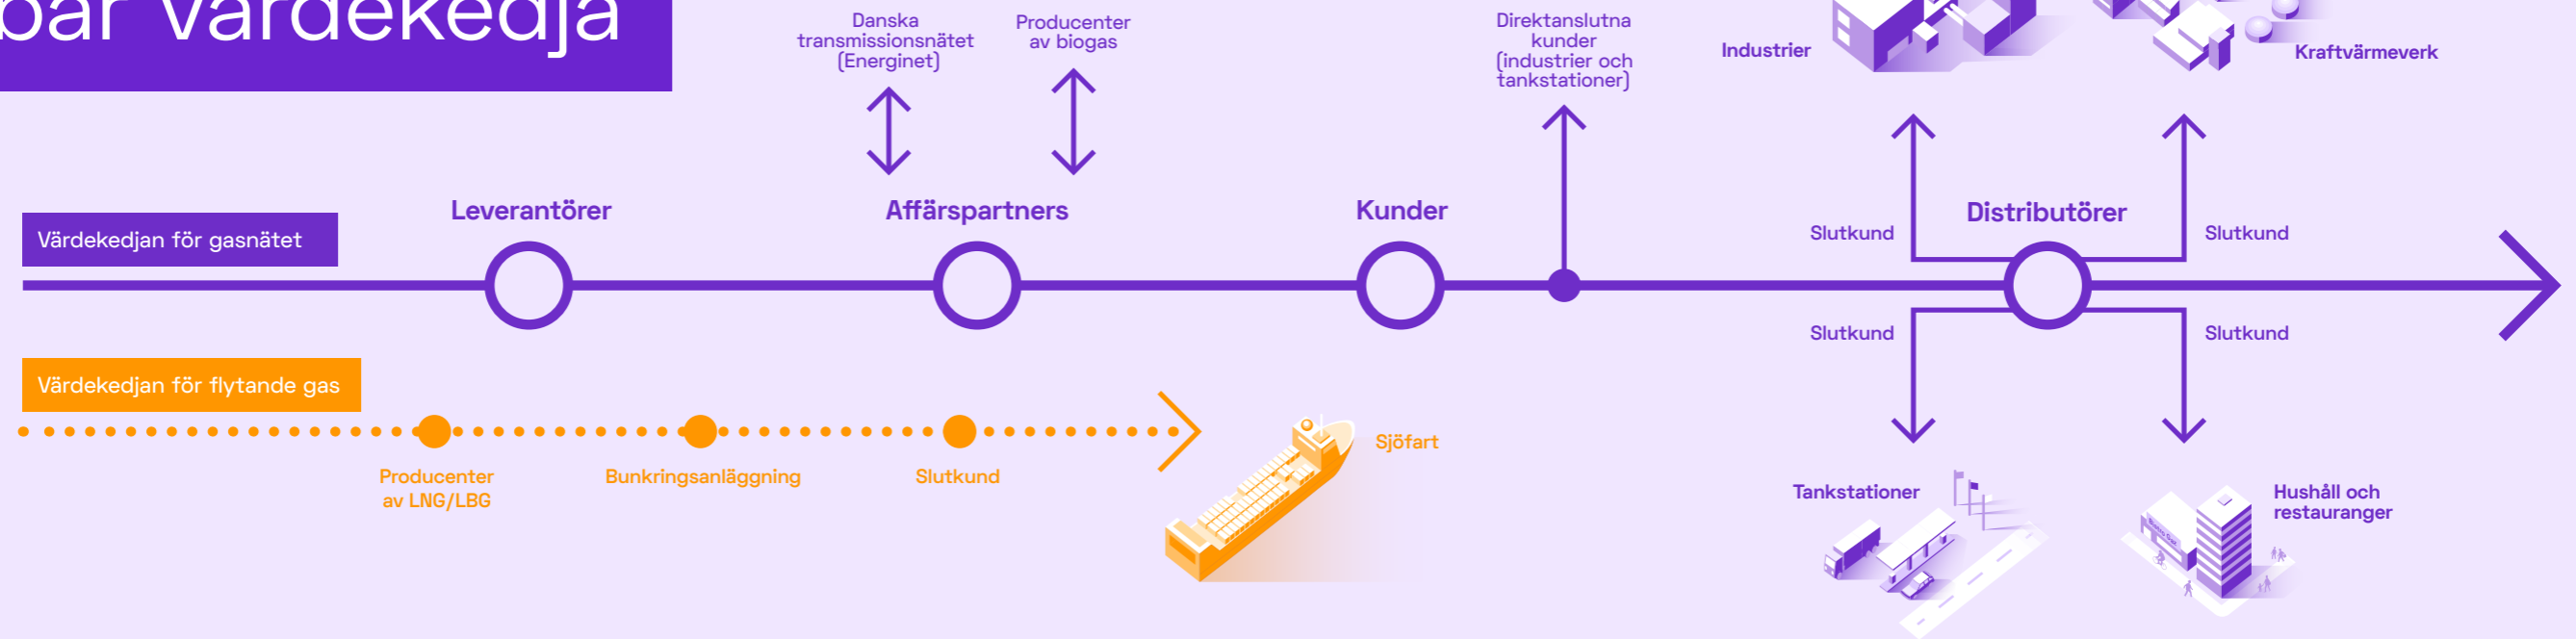 bar värdekedja
Danska
transmissionsnätet
(Energinet)
Producenter
av biogas
Direktanslutna
kunder
(industrier och
tankstationer)
Industrier
Kraftvärmeverk
Värdekedjan för gasnätet
Leverantörer
Affärspartners
Kunder
Distributörer
Slutkund
Slutkund
Slutkund
Slutkund
Värdekedjan för flytande gas
Producenter
av LNG/LBG
Bunkringsanläggning
Slutkund
Sjöfart
Tankstationer
Hushåll och
restauranger